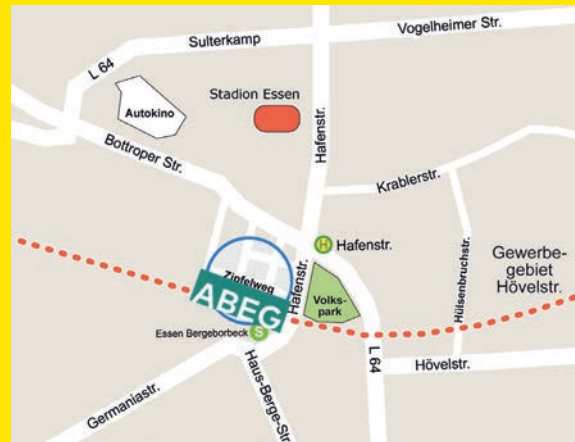 Vogelheimer Str.
Sulterkamp
L 64
Stadion Essen
Autokino
Hafenstr.
Bottroper Str.
Krablerstr.
H Hafenstr.
Gewerbe-
gebiet
Hövelstr.
Hülsenbruchstr.
Zipfelweg
Hafenstr.
ABEG
Volks-
park
Essen Bergeborbeck S
L 64
Hövelstr.
Haus-Berge-Str.
Germaniastr.